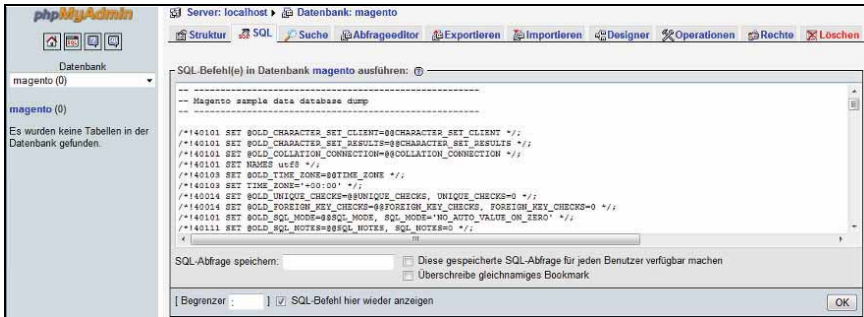 phpMyAdmin
Datenbank
magento (0)
magento (0)
Es wurden keine Tabellen in der
Datenbank gefunden.
Server: localhost ▸ Datenbank: magento
Struktur SQL Suche Abfrageeditor Exportieren Importieren Designer Operationen Rechte Löschen
SQL-Befehl(e) in Datenbank magento ausführen:
-- --------------------------------------------------------
-- Magento sample data database dump
-- --------------------------------------------------------
/*!40101 SET @OLD_CHARACTER_SET_CLIENT=@@CHARACTER_SET_CLIENT */;
/*!40101 SET @OLD_CHARACTER_SET_RESULTS=@@CHARACTER_SET_RESULTS */;
/*!40101 SET @OLD_COLLATION_CONNECTION=@@COLLATION_CONNECTION */;
/*!40101 SET NAMES utf8 */;
/*!40103 SET @OLD_TIME_ZONE=@@TIME_ZONE */;
/*!40103 SET TIME_ZONE='+00:00' */;
/*!40014 SET @OLD_UNIQUE_CHECKS=@@UNIQUE_CHECKS, UNIQUE_CHECKS=0 */;
/*!40014 SET @OLD_FOREIGN_KEY_CHECKS=@@FOREIGN_KEY_CHECKS, FOREIGN_KEY_CHECKS=0 */;
/*!40101 SET @OLD_SQL_MODE=@@SQL_MODE, SQL_MODE='NO_AUTO_VALUE_ON_ZERO' */;
/*!40111 SET @OLD_SQL_NOTES=@@SQL_NOTES, SQL_NOTES=0 */;
SQL-Abfrage speichern: Diese gespeicherte SQL-Abfrage für jeden Benutzer verfügbar machen
Überschreibe gleichnamiges Bookmark
[ Begrenzer ; ] SQL-Befehl hier wieder anzeigen OK